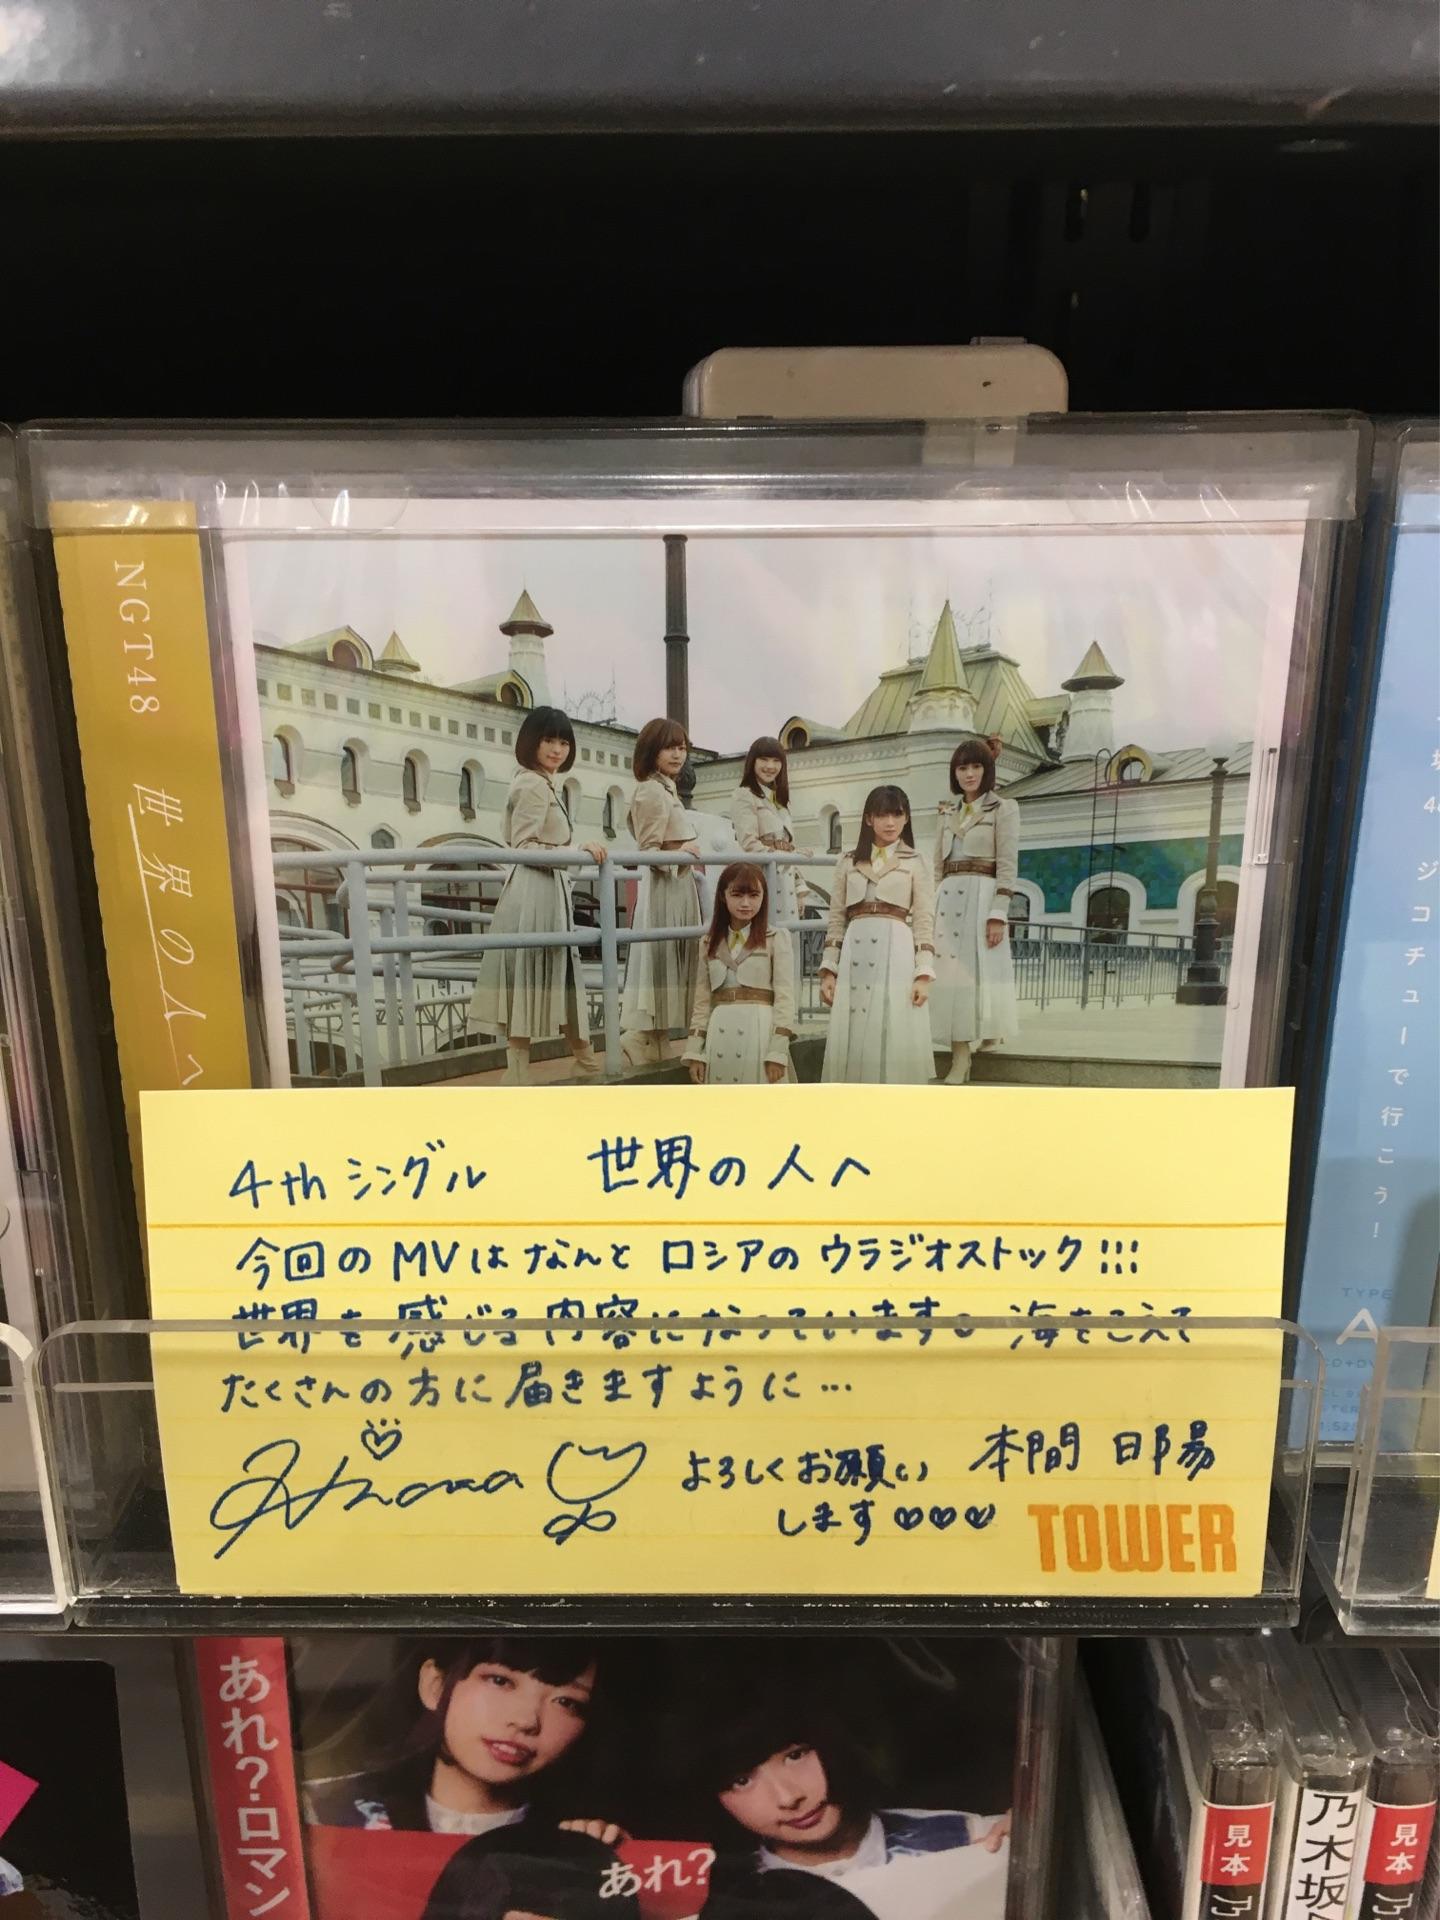 NGT48 世界の人へ
4thシングル 世界の人へ
今回のMVはなんとロシアのウラジオストック!!!
世界を感じる内容になっています。海をこえて
たくさんの方に届きますように…
よろしくお願い
します♡♡♡
本間 日陽
TOWER
ジコチューで行こう!
TYPE
A
あれ?・ロマン
あれ?
見本
乃木坂
見本